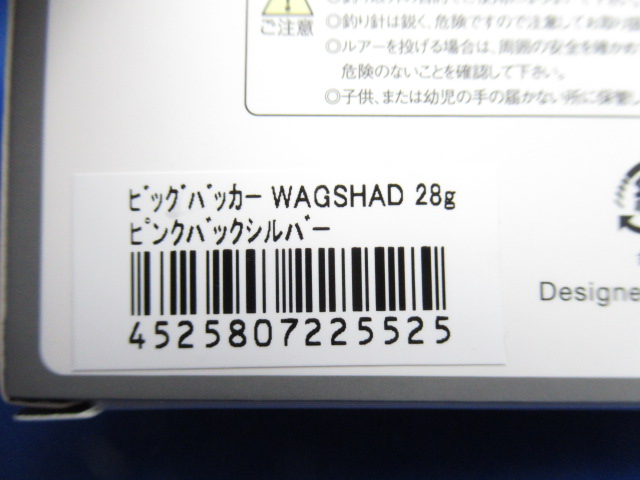 ご注意
◎釣り針は鋭く、危険ですので注意してお取り
◎ルアーを投げる場合は、周囲の安全を確かめ
危険のないことを確認して下さい。
◎子供、または幼児の手の届かない所に保管し
ﾋﾞｯｸﾞﾊﾞｯｶｰ WAGSHAD 28g
ﾋﾟﾝｸﾊﾞｯｸｼﾙﾊﾞｰ
4525807225525
Designe